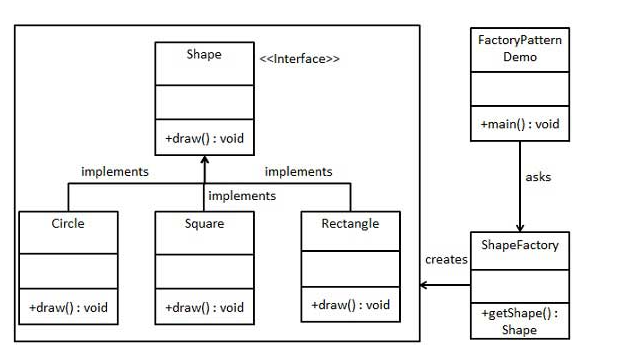 Shape
<<Interface>>
+draw() : void
FactoryPattern
Demo
+main() : void
implements
implements
implements
asks
Circle
+draw() : void
Square
+draw() : void
Rectangle
+draw() : void
creates
ShapeFactory
+getShape() :
Shape